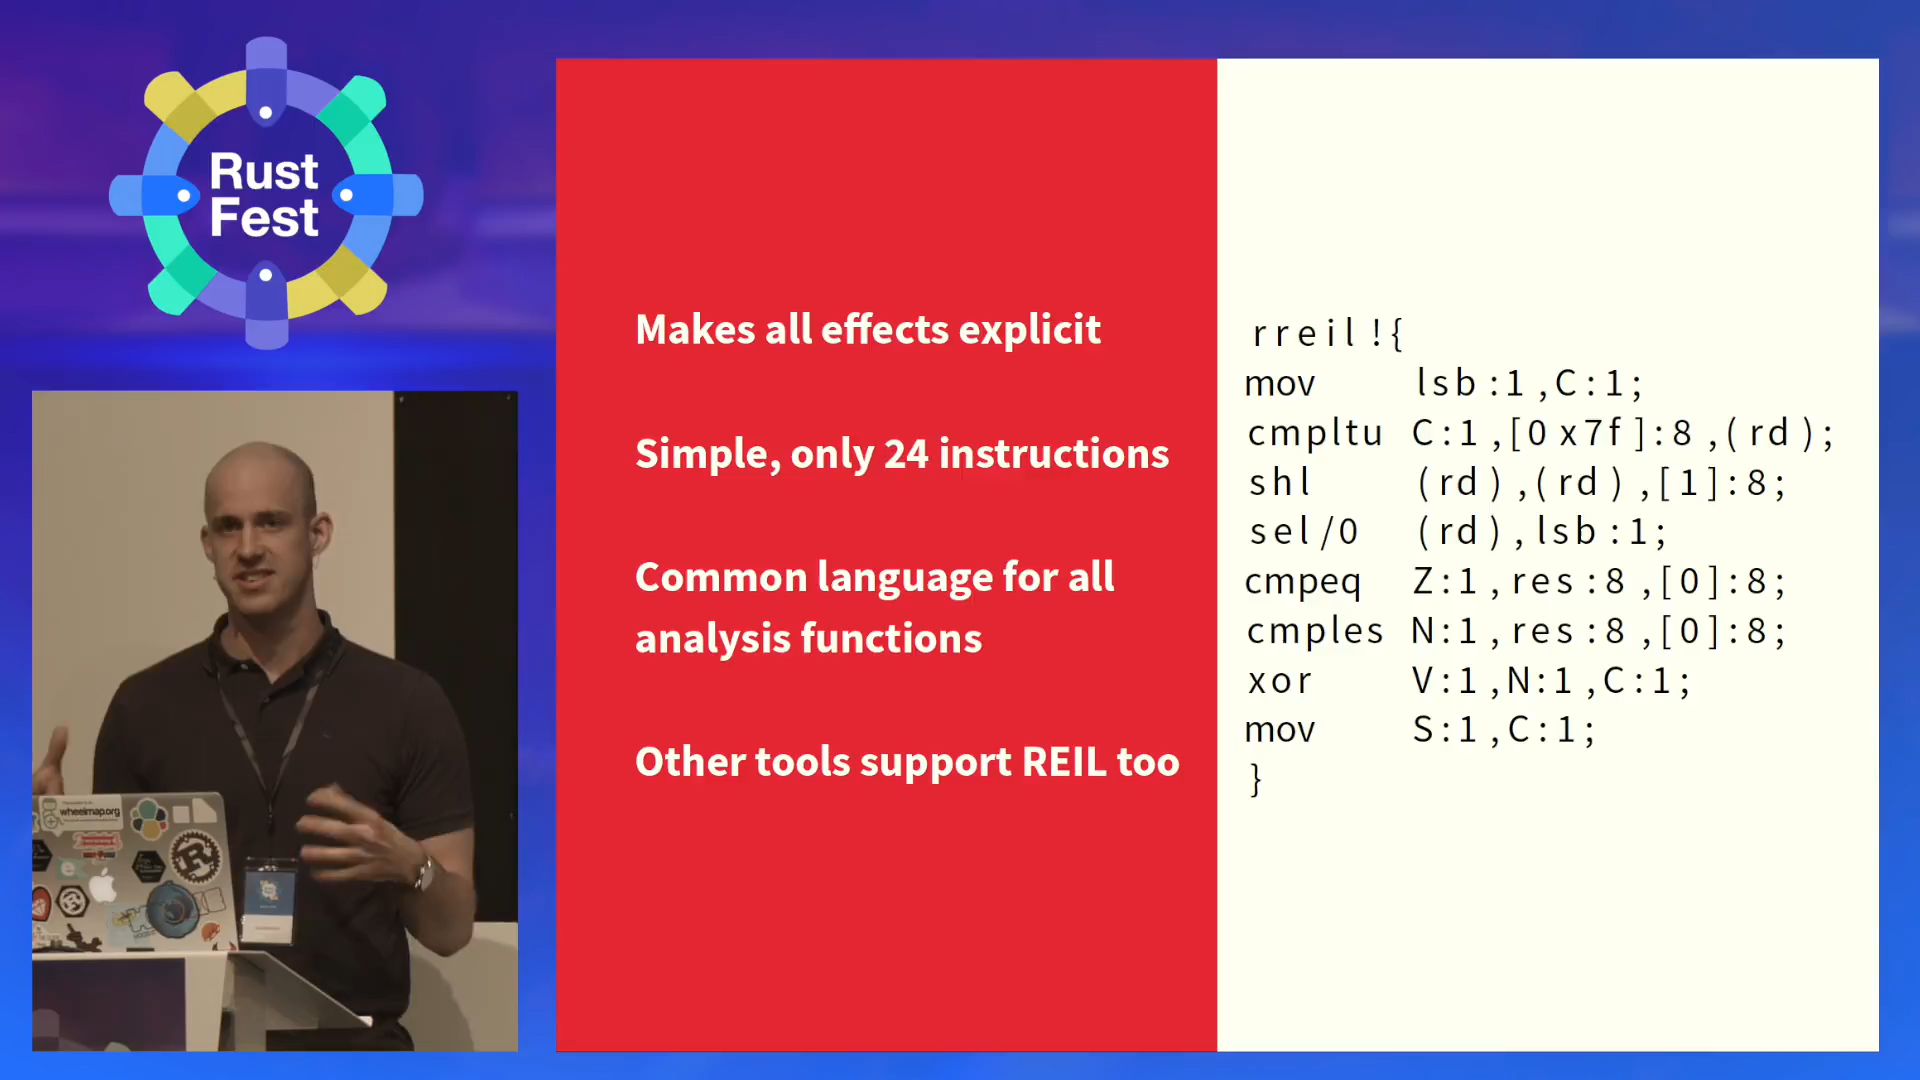 Rust
Fest
Makes all effects explicit
Simple, only 24 instructions
Common language for all
analysis functions
Other tools support REIL too
rreil!{
mov lsb:1,C:1;
cmpltu C:1,[0x7f]:8,(rd);
shl (rd),(rd),[1]:8;
sel/0 (rd),lsb:1;
cmpeq Z:1,res:8,[0]:8;
cmples N:1,res:8,[0]:8;
xor V:1,N:1,C:1;
mov S:1,C:1;
}
wheelmap.org
R